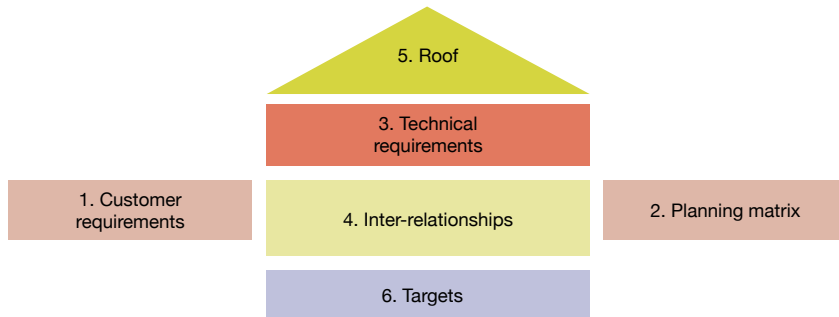 5. Roof
3. Technical
requirements
1. Customer
requirements
4. Inter-relationships
2. Planning matrix
6. Targets